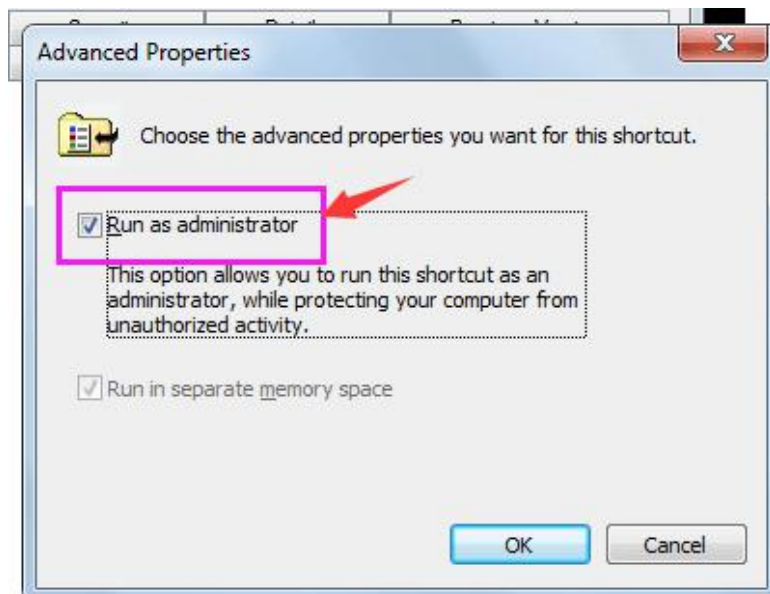 Advanced Properties
Choose the advanced properties you want for this shortcut.
Run as administrator
This option allows you to run this shortcut as an
administrator, while protecting your computer from
unauthorized activity.
Run in separate memory space
OK
Cancel